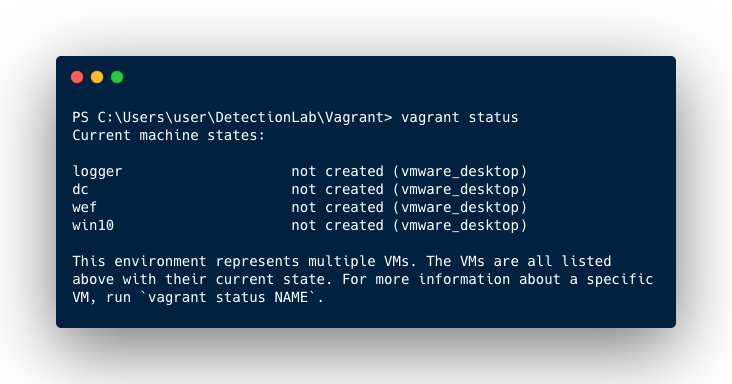 PS C:\Users\user\DetectionLab\Vagrant> vagrant status
Current machine states:

logger                    not created (vmware_desktop)
dc                        not created (vmware_desktop)
wef                       not created (vmware_desktop)
win10                     not created (vmware_desktop)

This environment represents multiple VMs. The VMs are all listed
above with their current state. For more information about a specific
VM, run `vagrant status NAME`.